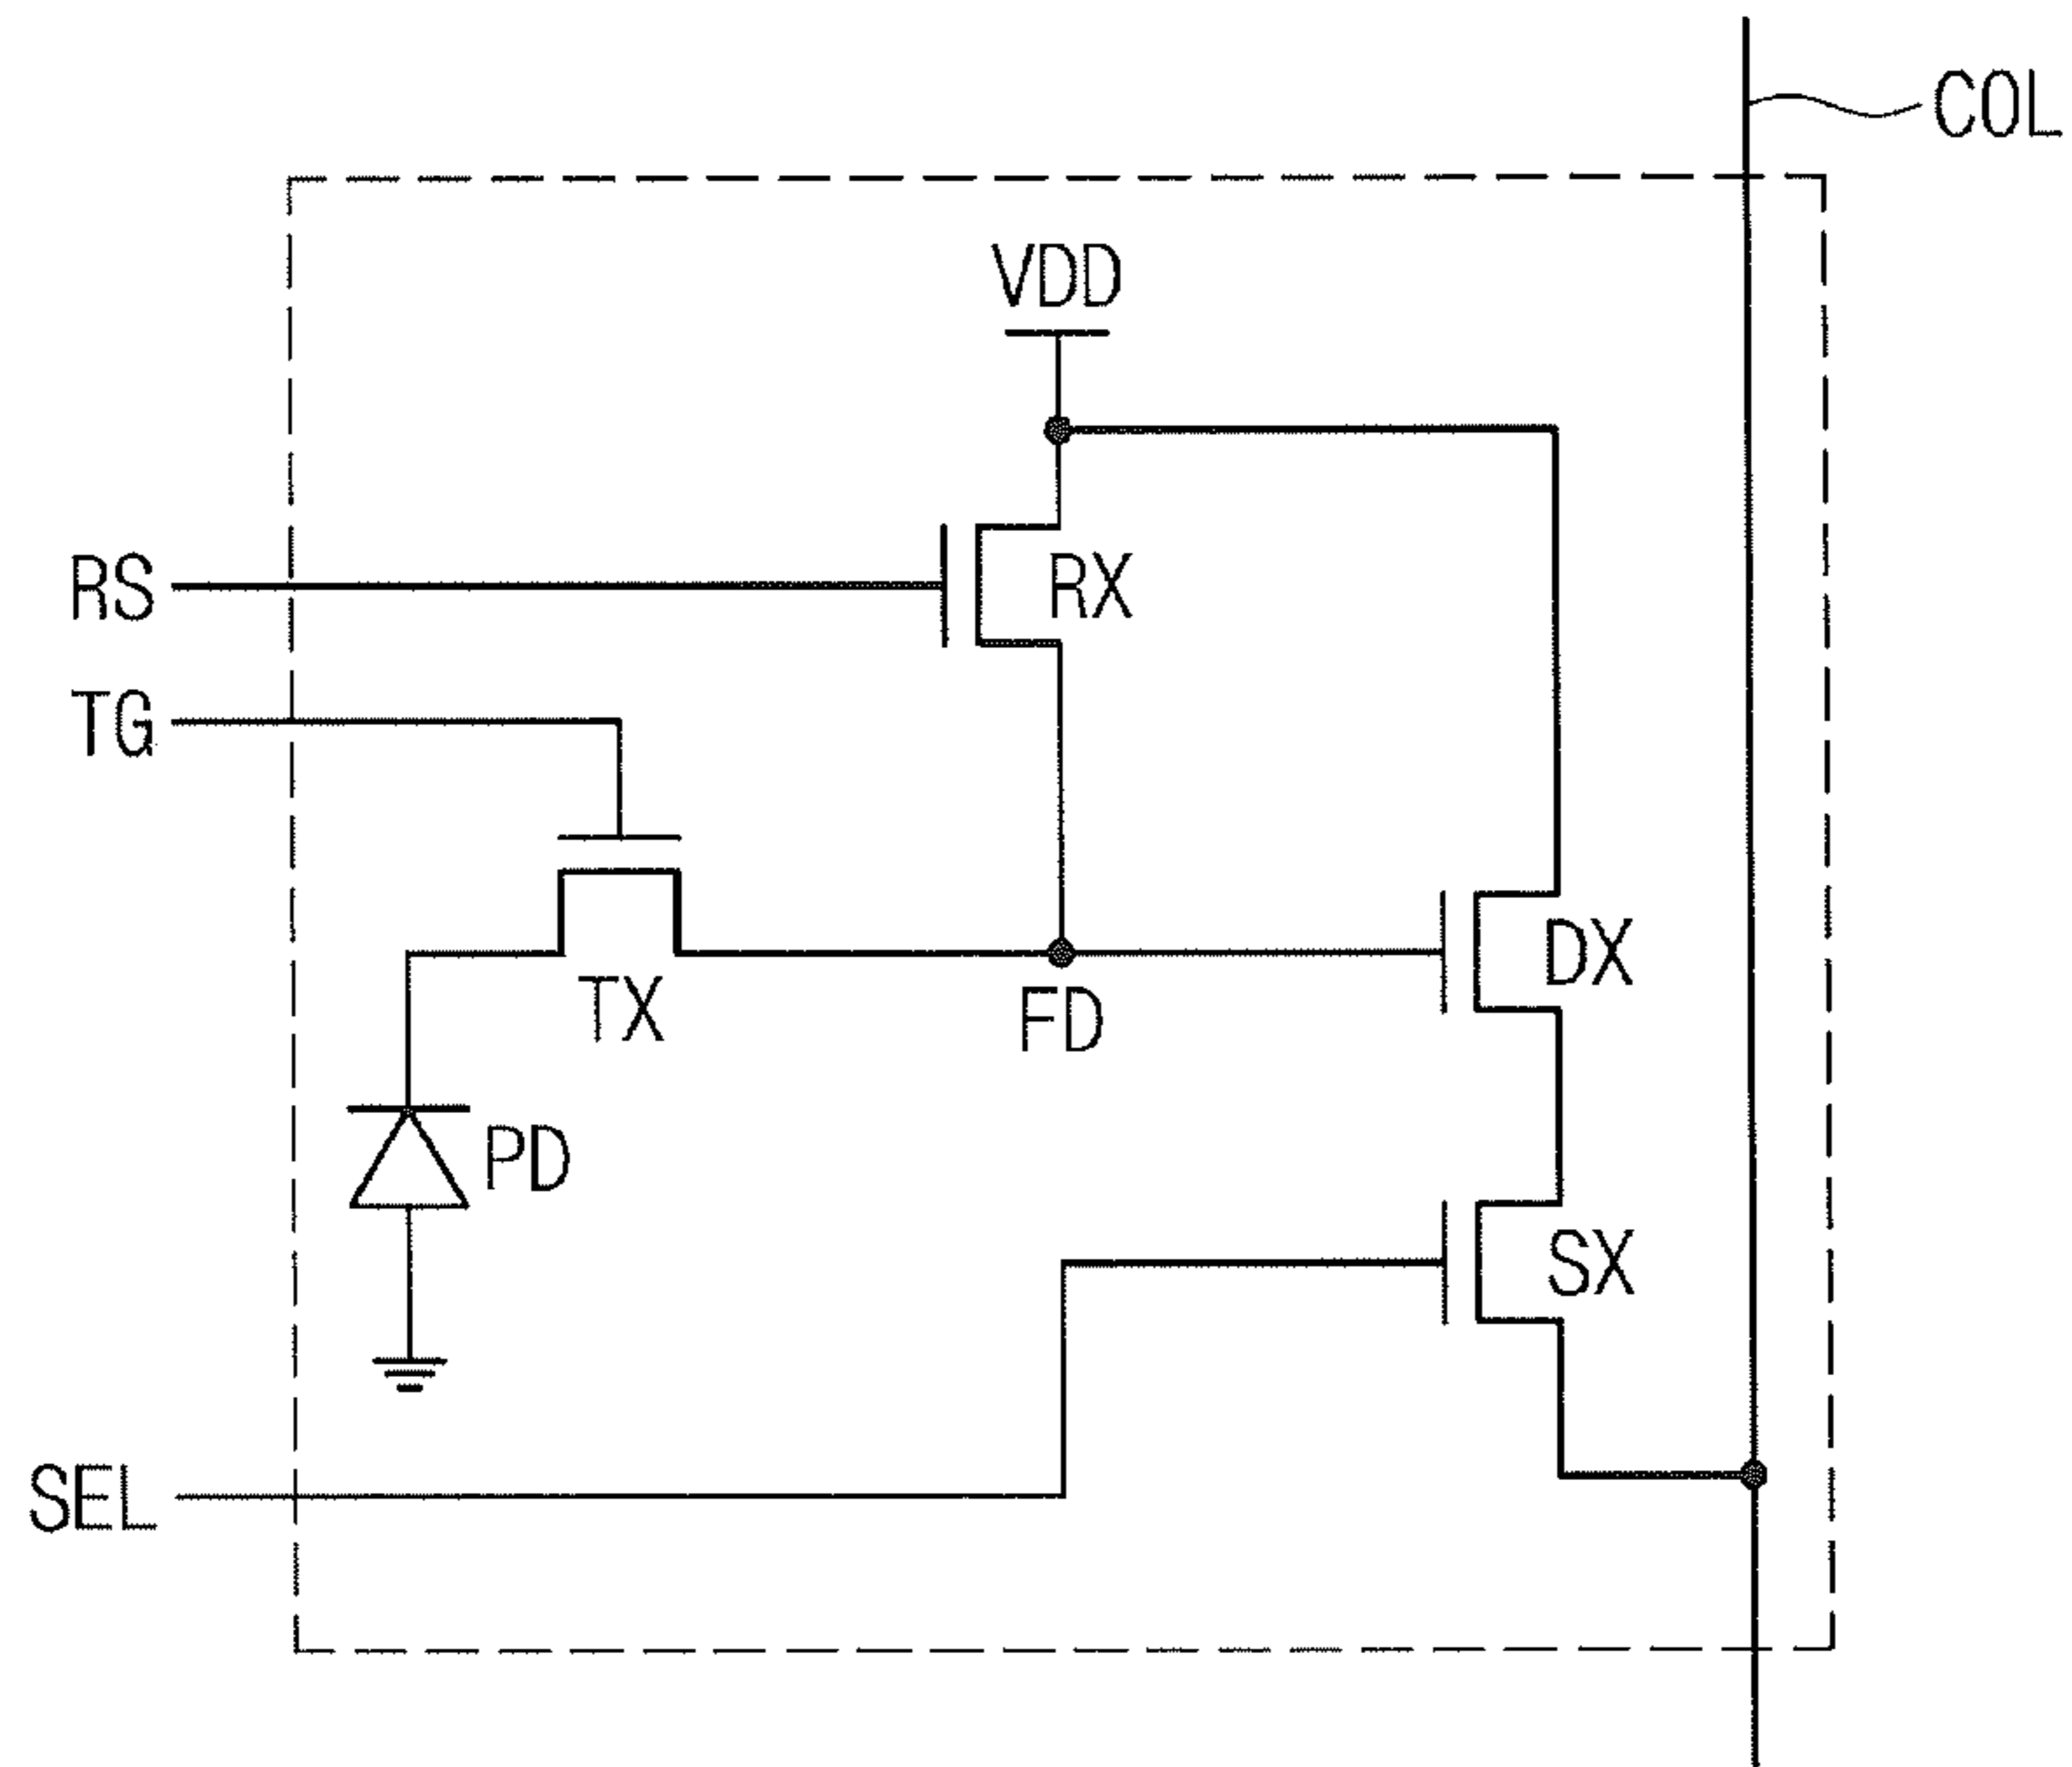 COL
VDD
RS
RX
TG
DX
TX
FD
PD
SX
SEL